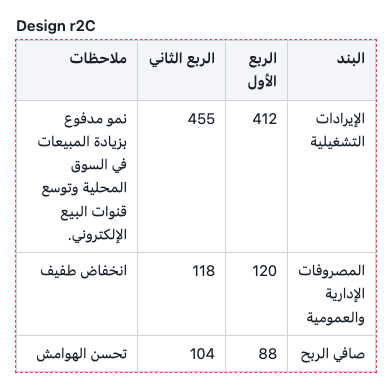 Design r2C
البند
الربع
الأول
الربع الثاني
ملاحظات
الإيرادات
التشغيلية
412
455
نمو مدفوع
بزيادة المبيعات
في السوق
المحلية وتوسع
قنوات البيع
الإلكتروني.
المصروفات
الإدارية
والعمومية
120
118
انخفاض طفيف
صافي الربح
88
104
تحسن الهوامش